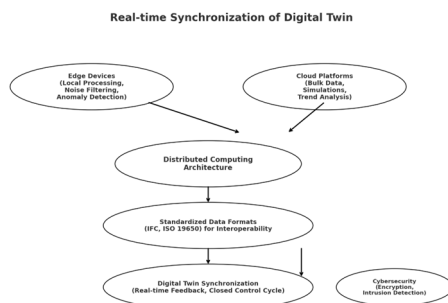 Real-time Synchronization of Digital Twin
Edge Devices
(Local Processing,
Noise Filtering,
Anomaly Detection)
Cloud Platforms
(Bulk Data,
Simulations,
Trend Analysis)
Distributed Computing
Architecture
Standardized Data Formats
(IFC, ISO 19650) for Interoperability
Digital Twin Synchronization
(Real-time Feedback, Closed Control Cycle)
Cybersecurity
(Encryption,
Intrusion Detection)